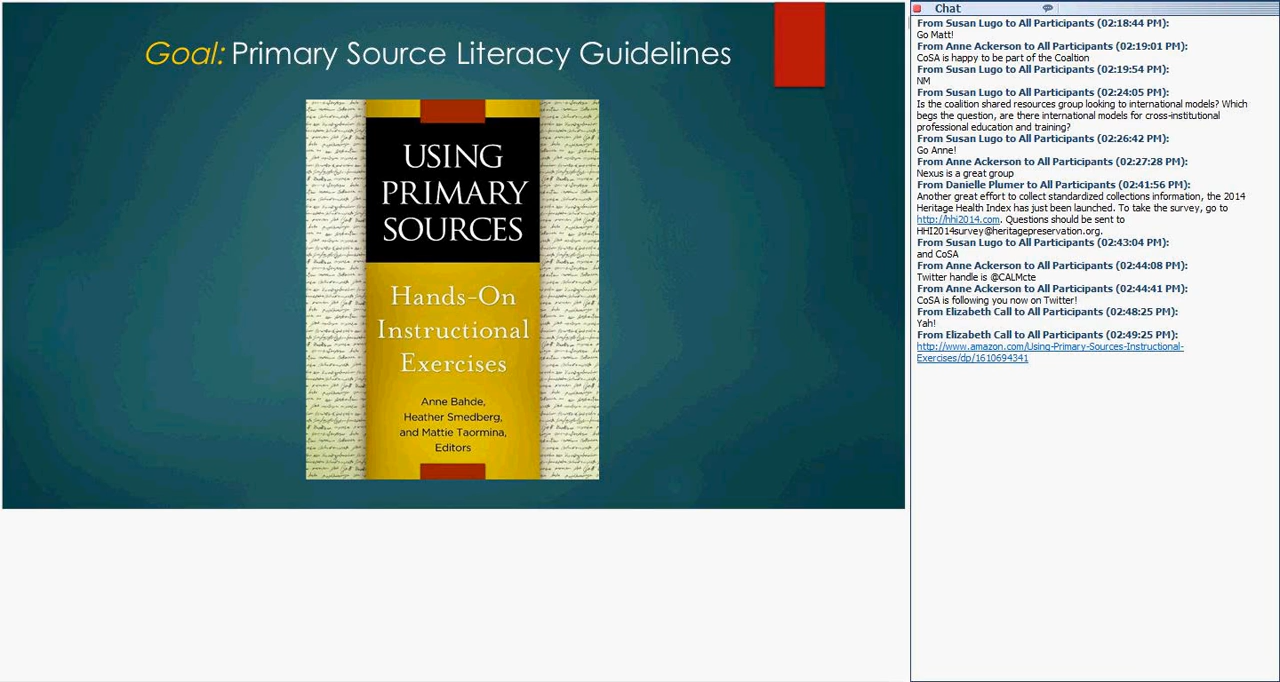 Goal: Primary Source Literacy Guidelines
USING
PRIMARY
SOURCES
Hands-On
Instructional
Exercises
Anne Bahde,
Heather Smedberg,
and Mattie Taormina,
Editors
Chat
From Susan Lugo to All Participants (02:18:44 PM):
Go Matt!
From Anne Ackerson to All Participants (02:19:01 PM):
CoSA is happy to be part of the Coaltion
From Susan Lugo to All Participants (02:19:54 PM):
NM
From Susan Lugo to All Participants (02:24:05 PM):
Is the coalition shared resources group looking to international models? Which
begs the question, are there international models for cross-institutional
professional education and training?
From Susan Lugo to All Participants (02:26:42 PM):
Go Anne!
From Anne Ackerson to All Participants (02:27:28 PM):
Nexus is a great group
From Danielle Plumer to All Participants (02:41:56 PM):
Another great effort to collect standardized collections information, the 2014
Heritage Health Index has just been launched. To take the survey, go to
http://hhi2014.com. Questions should be sent to
HHI2014survey@heritagepreservation.org.
From Susan Lugo to All Participants (02:43:04 PM):
and CoSA
From Anne Ackerson to All Participants (02:44:08 PM):
Twitter handle is @CALMcte
From Anne Ackerson to All Participants (02:44:41 PM):
CoSA is following you now on Twitter!
From Elizabeth Call to All Participants (02:48:25 PM):
Yah!
From Elizabeth Call to All Participants (02:49:25 PM):
http://www.amazon.com/Using-Primary-Sources-Instructional-
Exercises/dp/1610694341